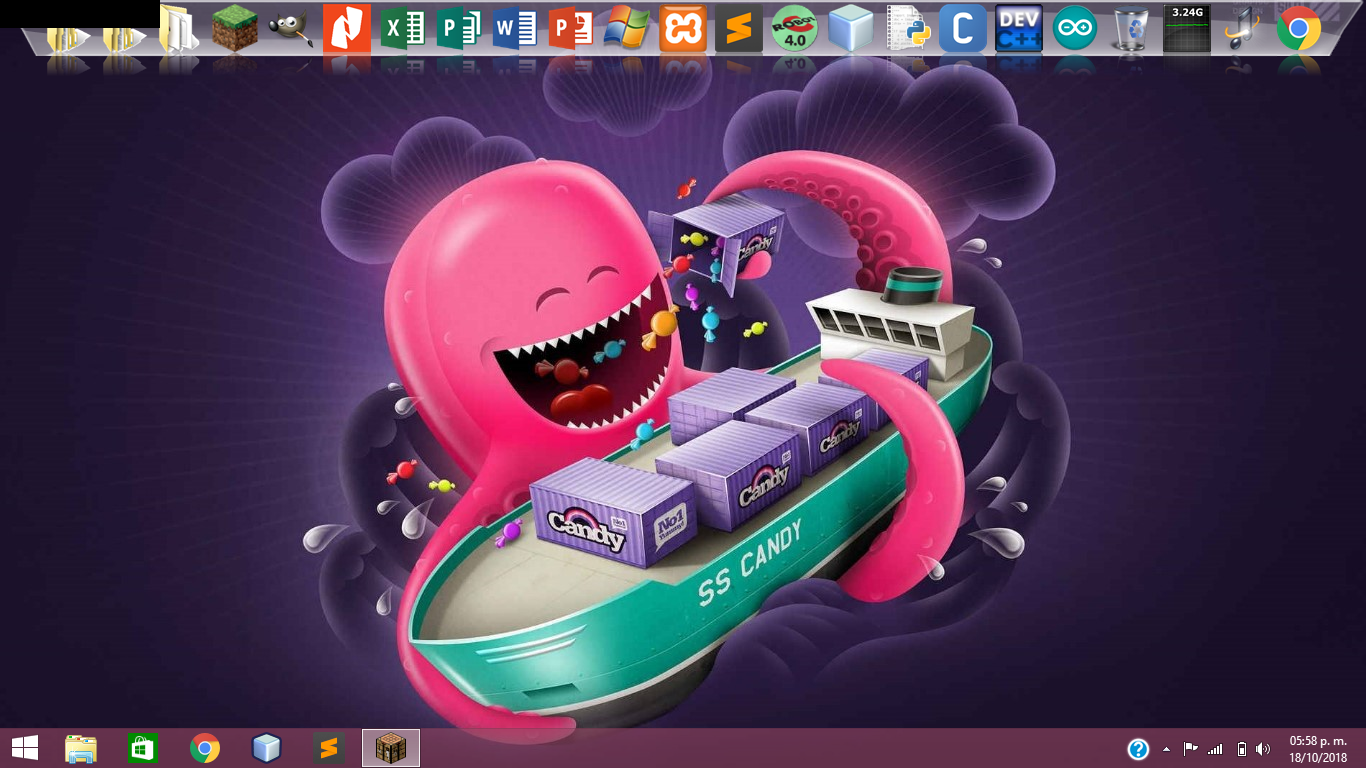 3.24G
X
P
W
P
ROBOT
4.0
C
DEV
C++
Candy
Candy
Candy
No1
Candy
No1
Yummy!
SS CANDY
05:58 p. m.
18/10/2018